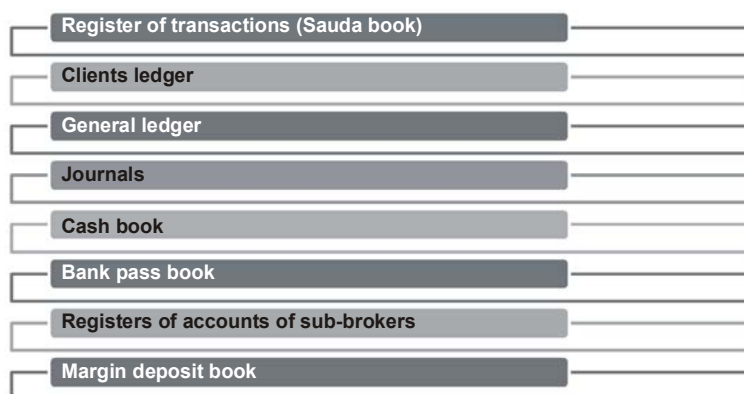 Register of transactions (Sauda book)
Clients ledger
General ledger
Journals
Cash book
Bank pass book
Registers of accounts of sub-brokers
Margin deposit book